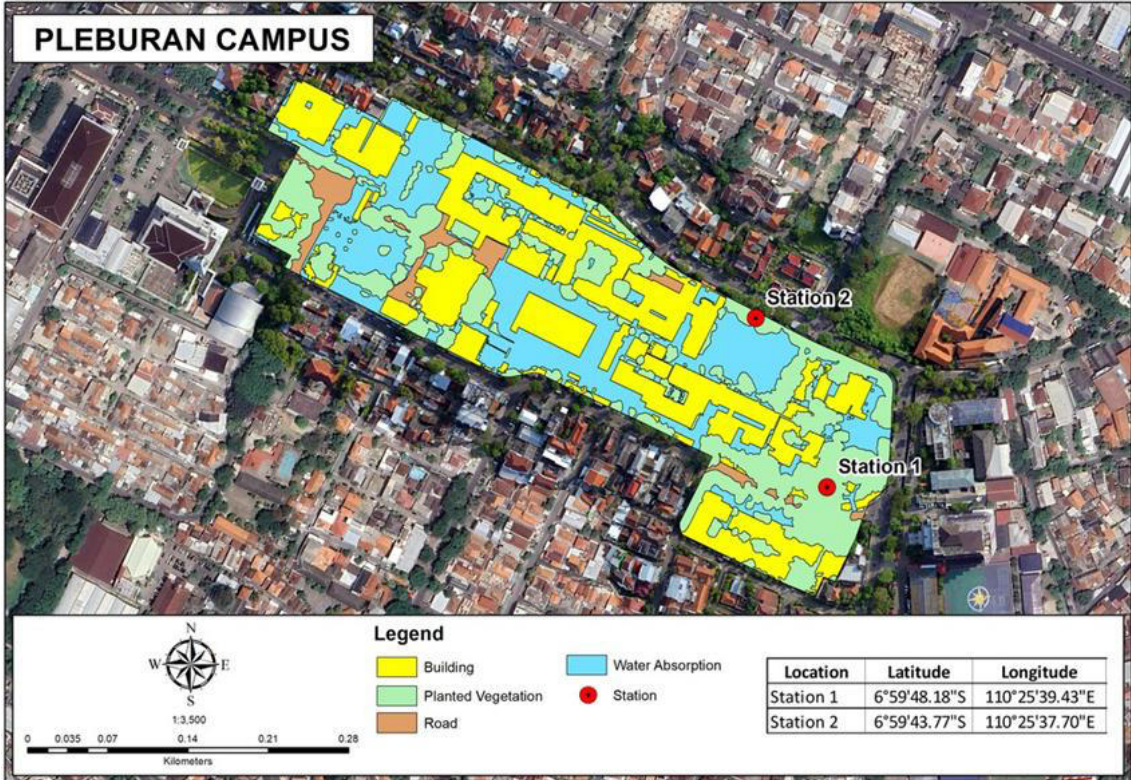 PLEBURAN CAMPUS
Station 2
Station 1
N
W E
S
1:3,500
0 0.035 0.07 0.14 0.21 0.28
Kilometers
Legend
Building
Planted Vegetation
Road
Water Absorption
Station
Location Latitude Longitude
Station 1 6°59'48.18"S 110°25'39.43"E
Station 2 6°59'43.77"S 110°25'37.70"E